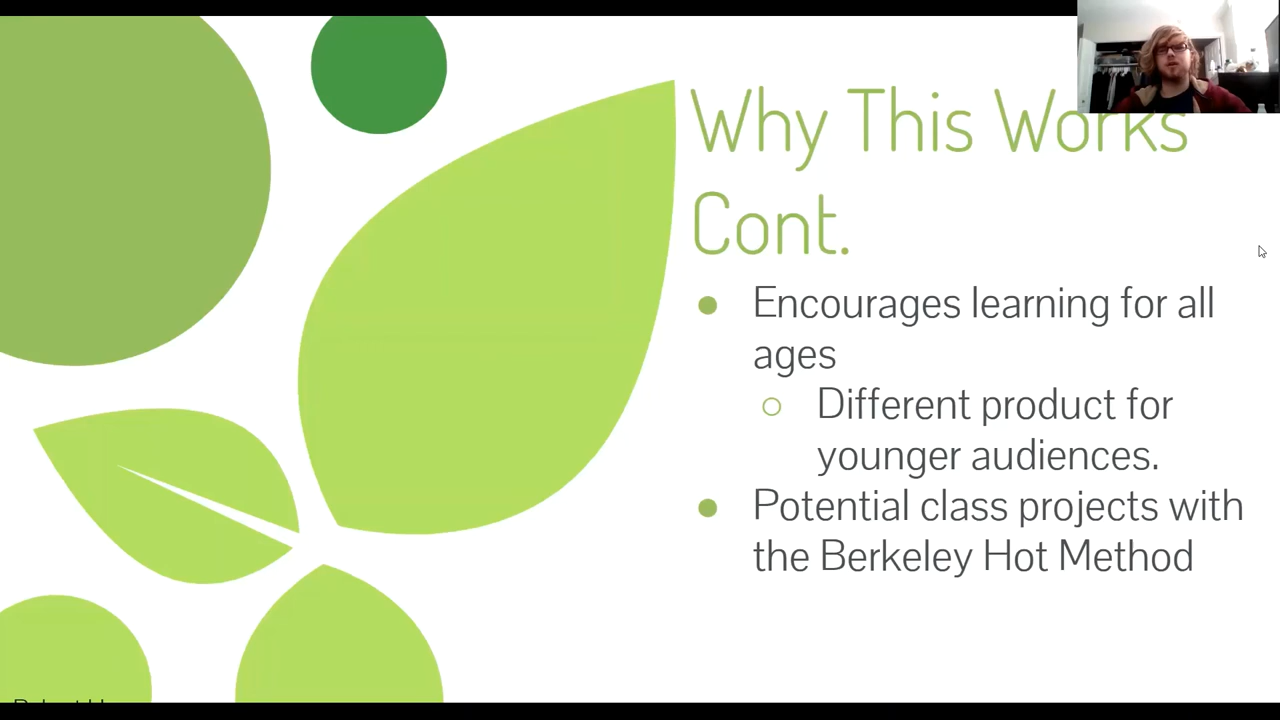 Why This Works
Cont.
● Encourages learning for all
ages
○ Different product for
younger audiences.
● Potential class projects with
the Berkeley Hot Method